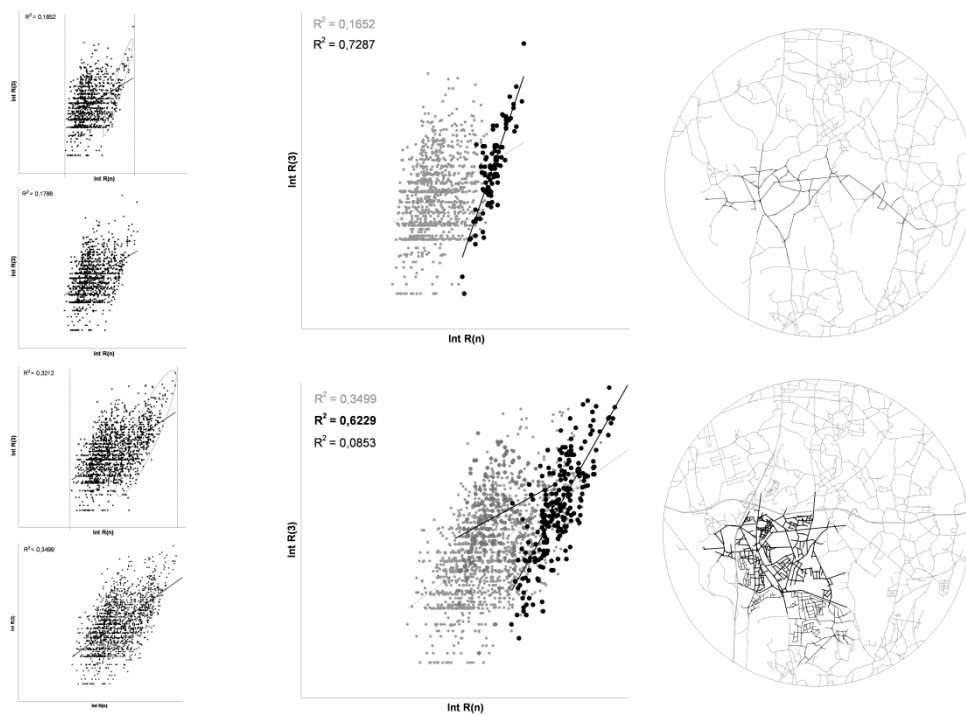 R² = 0,1652
Int R(3)
Int R(n)
R² = 0,1788
Int R(3)
Int R(n)
R² = 0,3212
Int R(3)
Int R(n)
R² = 0,3499
Int R(3)
Int R(n)
R² = 0,1652
R² = 0,7287
Int R(3)
Int R(n)
R² = 0,3499
R² = 0,6229
R² = 0,0853
Int R(3)
Int R(n)